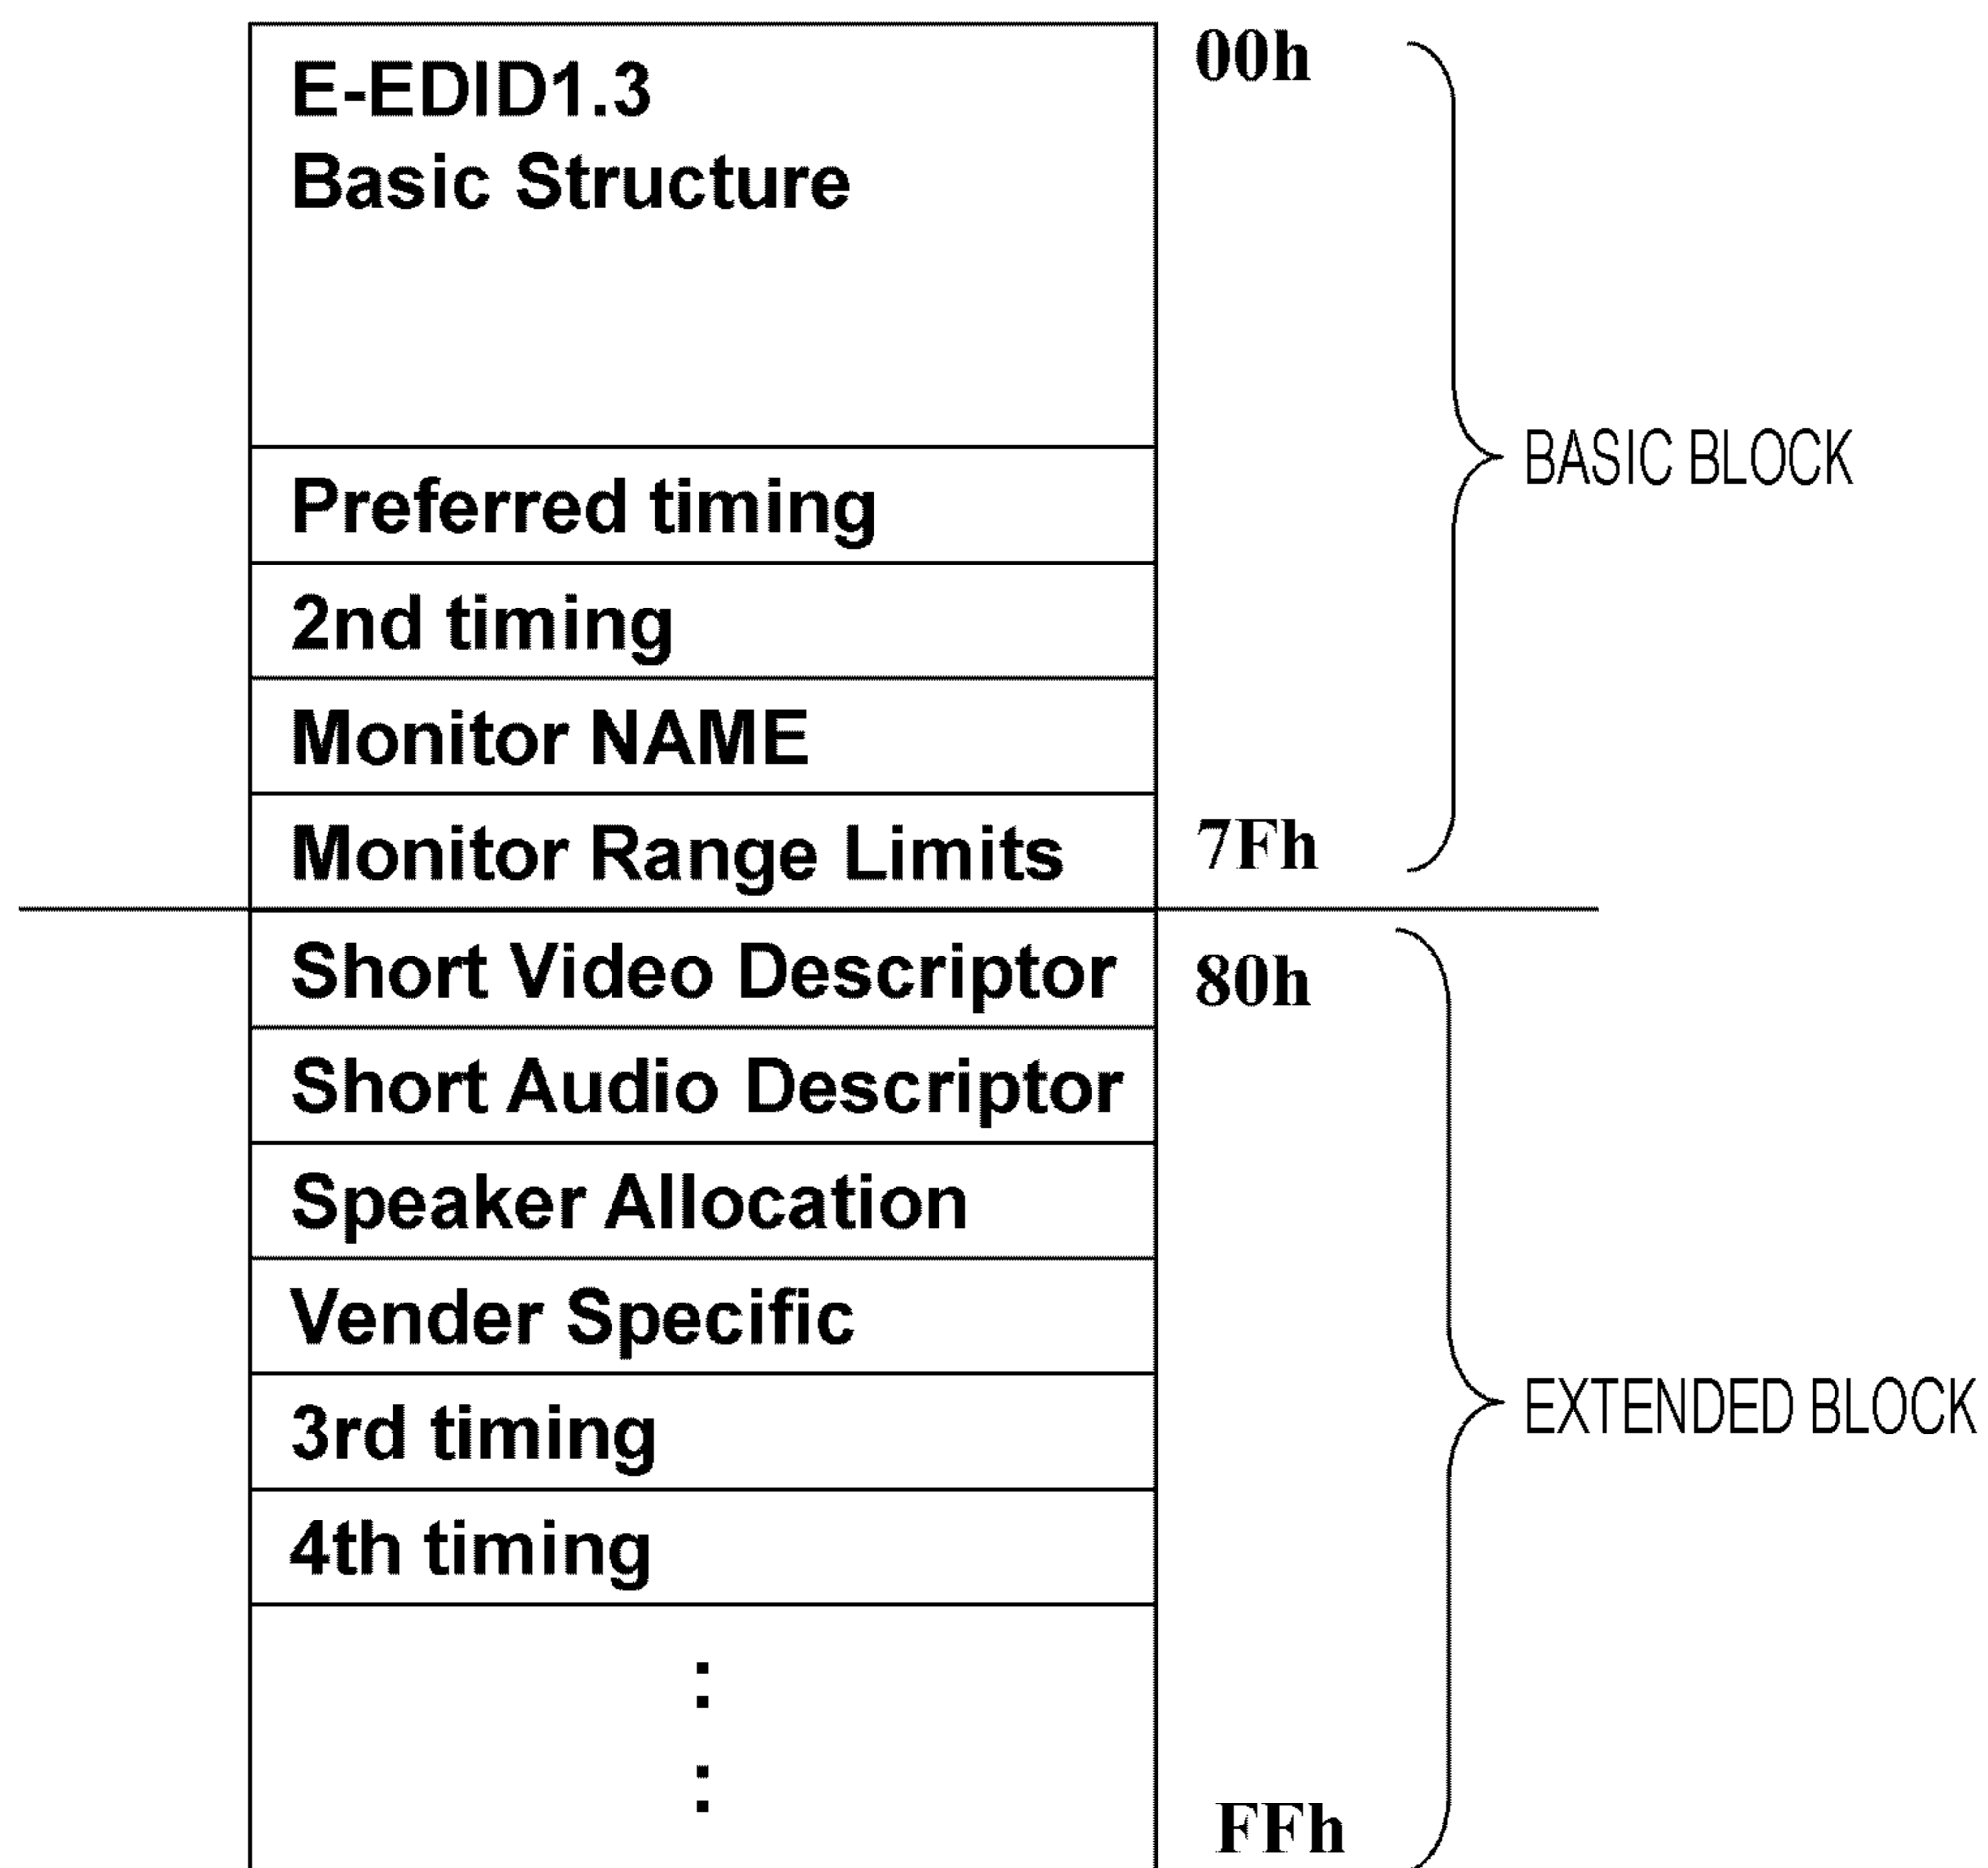 E-EDID1.3
Basic Structure
00h
BASIC BLOCK
Preferred timing
2nd timing
Monitor NAME
Monitor Range Limits
7Fh
Short Video Descriptor
80h
Short Audio Descriptor
Speaker Allocation
Vender Specific
EXTENDED BLOCK
3rd timing
4th timing
:
:
FFh